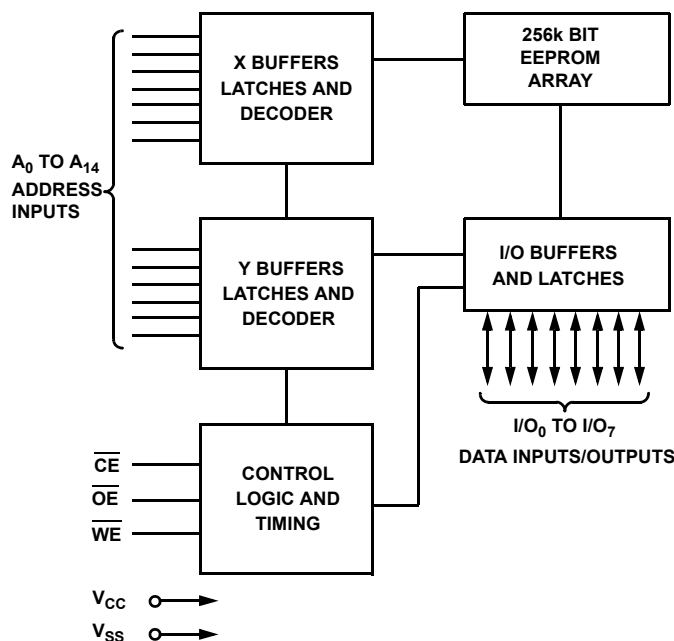 X BUFFERS
LATCHES AND
DECODER
256k BIT
EEPROM
ARRAY
A0 TO A14
ADDRESS
INPUTS
Y BUFFERS
LATCHES AND
DECODER
I/O BUFFERS
AND LATCHES
I/O0 TO I/O7
DATA INPUTS/OUTPUTS
CE
OE
WE
CONTROL
LOGIC AND
TIMING
VCC
VSS